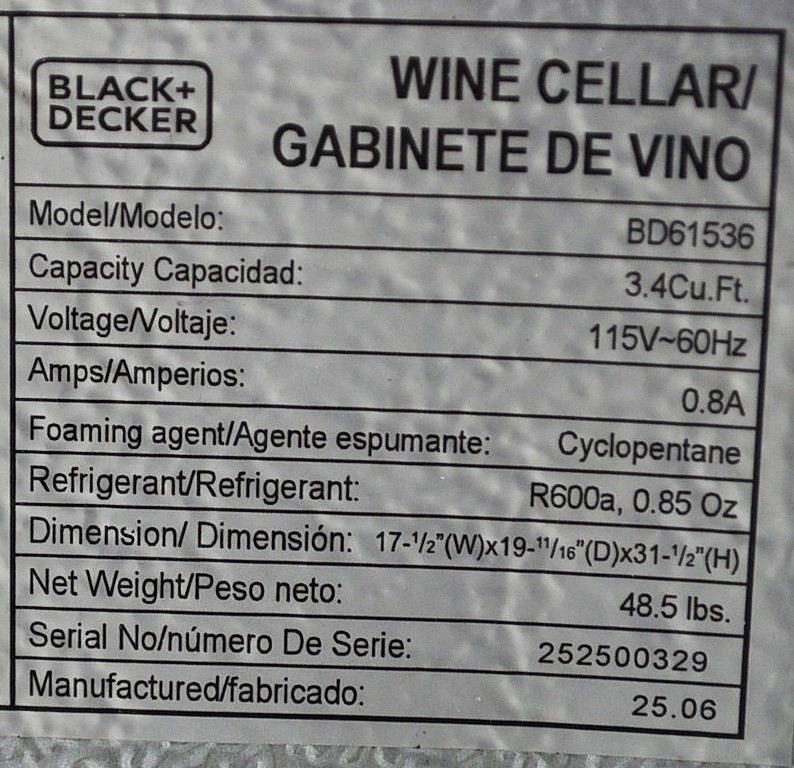 BLACK+
DECKER
WINE CELLAR/
GABINETE DE VINO
Model/Modelo: BD61536
Capacity Capacidad: 3.4Cu.Ft.
Voltage/Voltaje: 115V~60Hz
Amps/Amperios: 0.8A
Foaming agent/Agente espumante: Cyclopentane
Refrigerant/Refrigerant: R600a, 0.85 Oz
Dimension/ Dimensión: 17-1/2"(W)x19-11/16"(D)x31-1/2"(H)
Net Weight/Peso neto: 48.5 lbs.
Serial No/número De Serie: 252500329
Manufactured/fabricado: 25.06